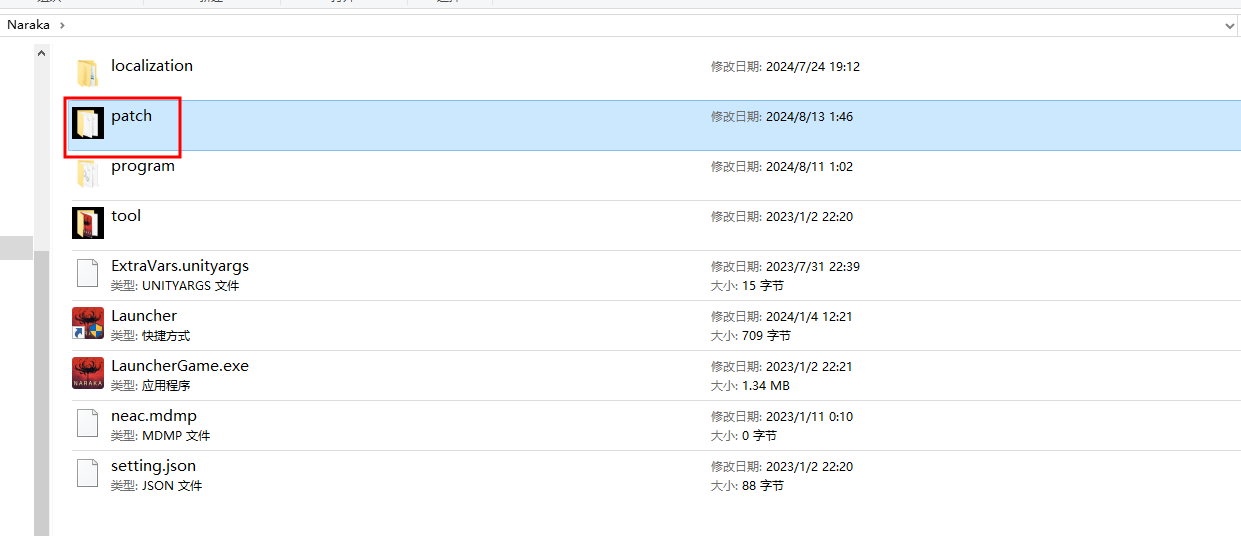 Naraka
localization
修改日期: 2024/7/24 19:12
patch
修改日期: 2024/8/13 1:46
program
修改日期: 2024/8/11 1:02
tool
修改日期: 2023/1/2 22:20
ExtraVars.unityargs
修改日期: 2023/7/31 22:39
类型: UNITYARGS 文件
大小: 15 字节
Launcher
修改日期: 2024/1/4 12:21
类型: 快捷方式
大小: 709 字节
LauncherGame.exe
修改日期: 2023/1/2 22:21
类型: 应用程序
大小: 1.34 MB
neac.mdmp
修改日期: 2023/1/11 0:10
类型: MDMP 文件
大小: 0 字节
setting.json
修改日期: 2023/1/2 22:20
类型: JSON 文件
大小: 88 字节